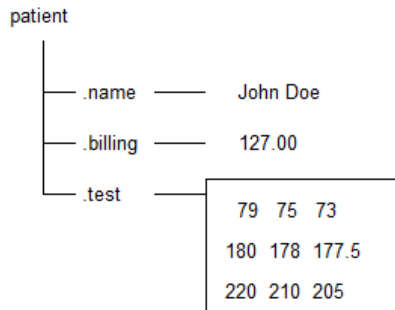 patient
.name John Doe
.billing 127.00
.test
79 75 73
180 178 177.5
220 210 205